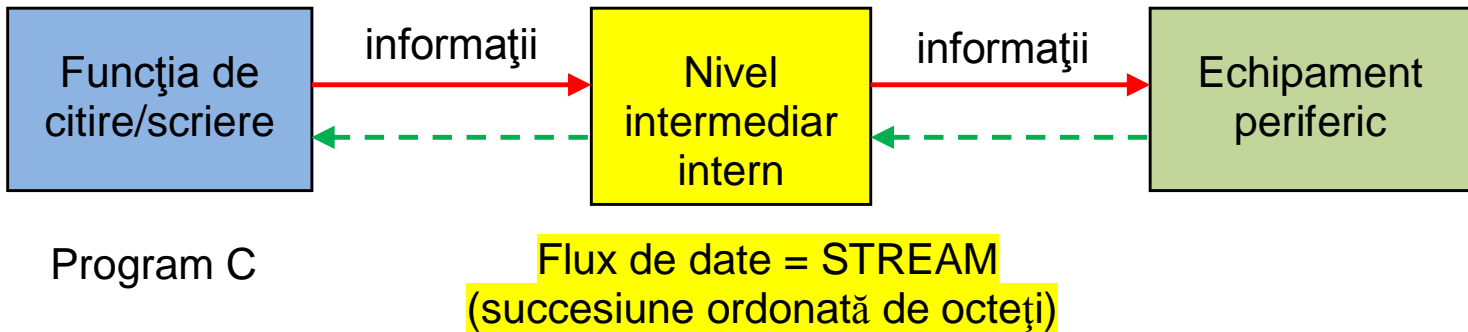 informaţii
informaţii
Funcţia de
citire/scriere
Nivel
intermediar
intern
Echipament
periferic
Program C
Flux de date = STREAM
(succesiune ordonată de octeţi)